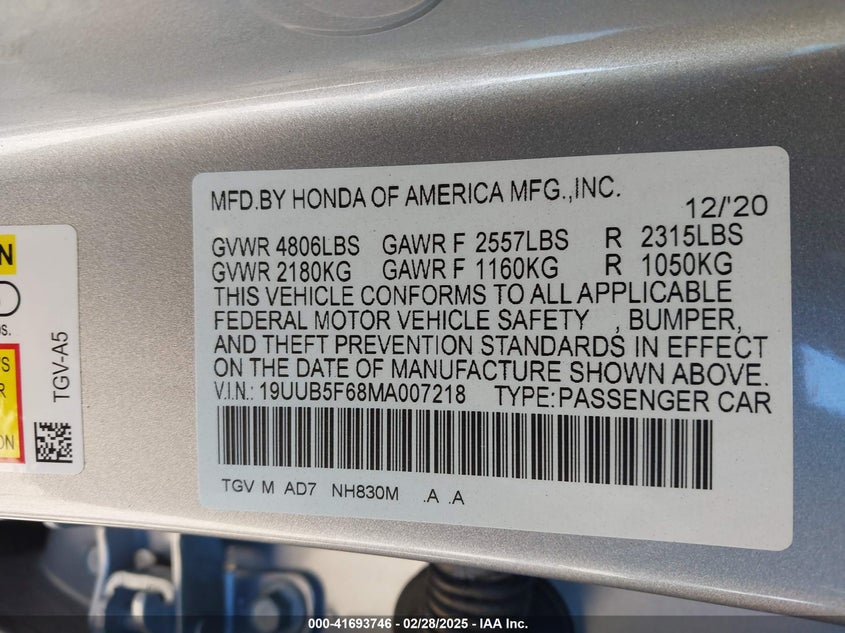 MFD.BY HONDA OF AMERICA MFG.,INC.
12/'20
GVWR 4806LBS GAWR F 2557LBS R 2315LBS
GVWR 2180KG GAWR F 1160KG R 1050KG
THIS VEHICLE CONFORMS TO ALL APPLICABLE
FEDERAL MOTOR VEHICLE SAFETY , BUMPER,
AND THEFT PREVENTION STANDARDS IN EFFECT
ON THE DATE OF MANUFACTURE SHOWN ABOVE.
V.I.N.: 19UUB5F68MA007218 TYPE:PASSENGER CAR
TGV M AD7 NH830M .A .A
TGV-A5
000-41693746 - 02/28/2025 - IAA Inc.